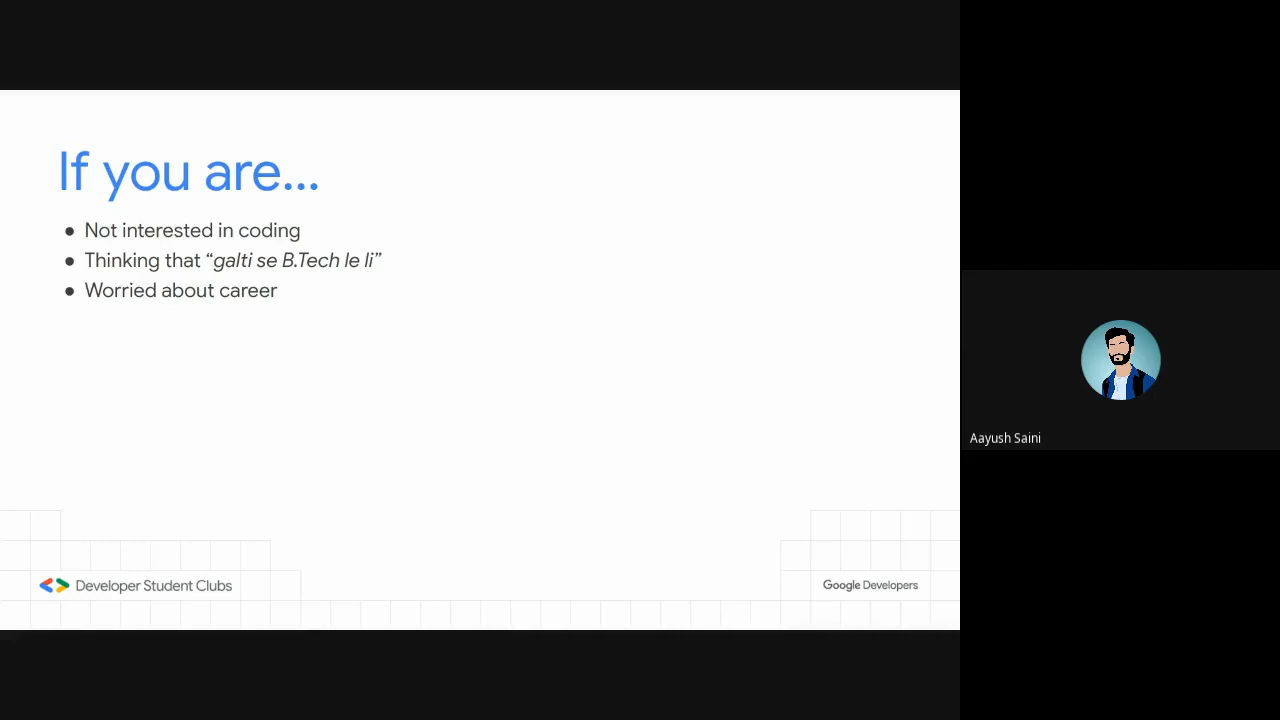 If you are...
● Not interested in coding
● Thinking that “galti se B.Tech le li”
● Worried about career
Developer Student Clubs
Google Developers
Aayush Saini